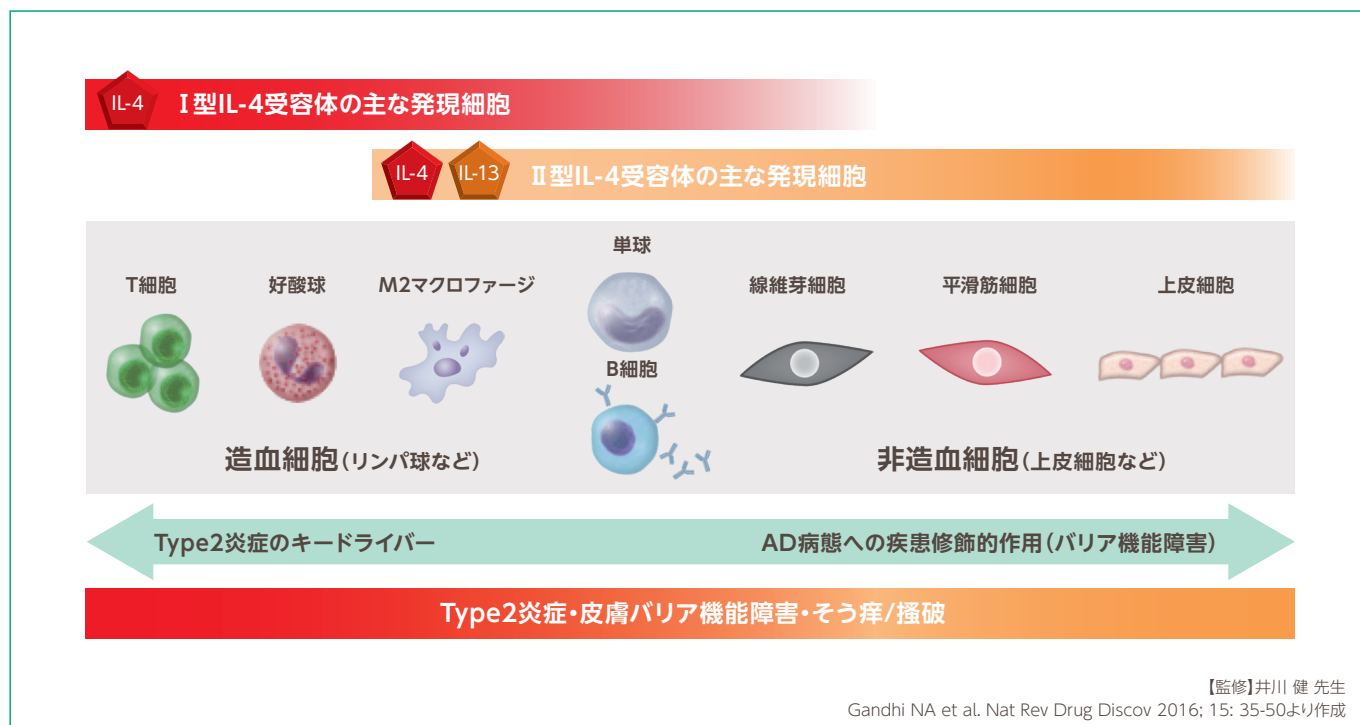 IL-4 Ⅰ型IL-4受容体の主な発現細胞
IL-4 IL-13 Ⅱ型IL-4受容体の主な発現細胞
単球
T細胞 好酸球 M2マクロファージ 線維芽細胞 平滑筋細胞 上皮細胞
B細胞
造血細胞(リンパ球など) 非造血細胞(上皮細胞など)
Type2炎症のキードライバー AD病態への疾患修飾的作用(バリア機能障害)
Type2炎症・皮膚バリア機能障害・そう痒/掻破
【監修】井川 健 先生
Gandhi NA et al. Nat Rev Drug Discov 2016; 15: 35-50より作成